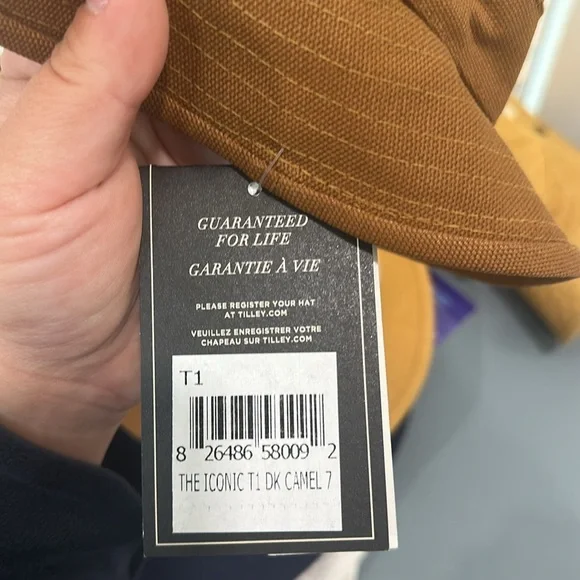 GUARANTEED
FOR LIFE
GARANTIE À VIE
PLEASE REGISTER YOUR HAT
AT TILLEY.COM
VEUILLEZ ENREGISTRER VOTRE
CHAPEAU SUR TILLEY.COM
T1
8 26486 58009 2
THE ICONIC T1 DK CAMEL 7